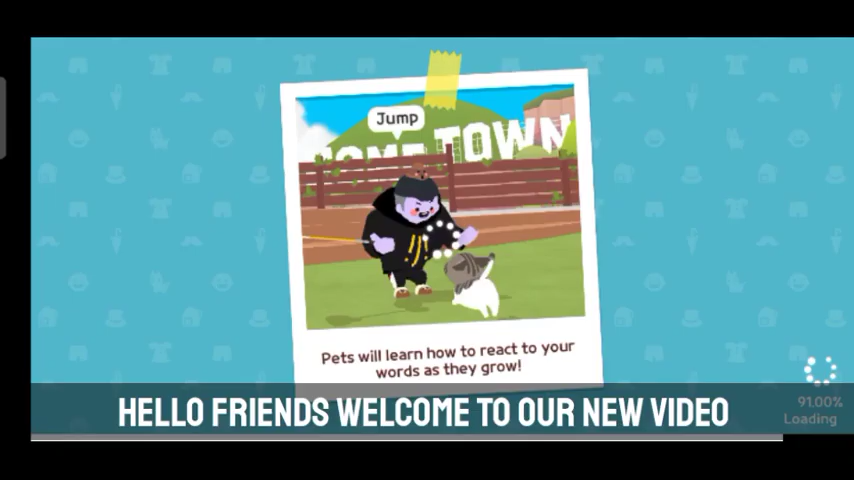 Jump
COME TOWN
Pets will learn how to react to your
words as they grow!
HELLO FRIENDS WELCOME TO OUR NEW VIDEO
91.00%
Loading